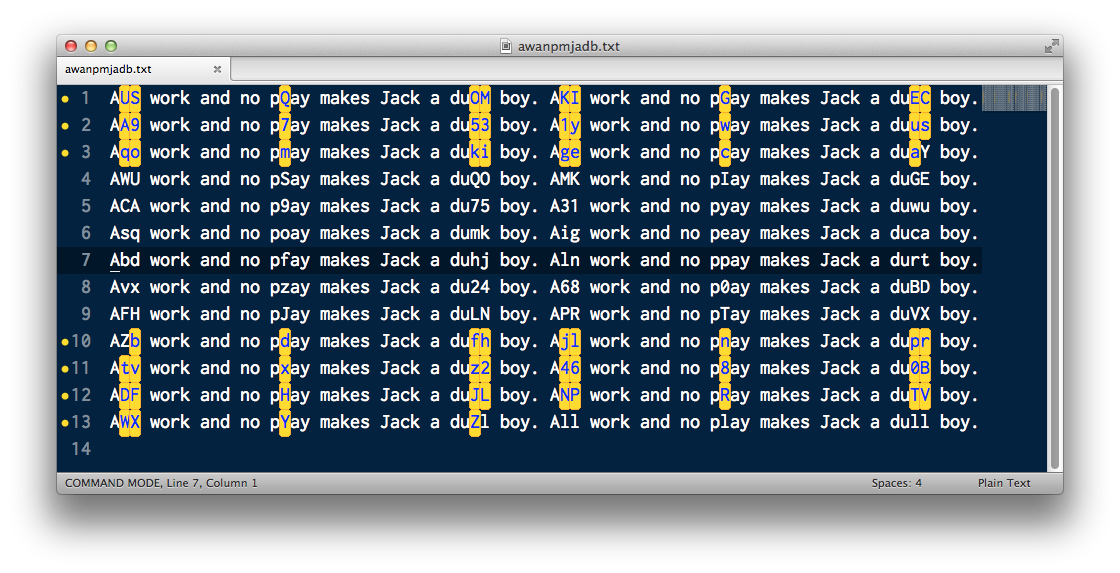 awanpmjadb.txt
awanpmjadb.txt ×
1 AUS work and no pQay makes Jack a duOM boy. AKI work and no pGay makes Jack a duEC boy.
2 AA9 work and no p7ay makes Jack a du53 boy. A1y work and no pway makes Jack a duus boy.
3 Aqo work and no pmay makes Jack a duki boy. Age work and no pcay makes Jack a duaY boy.
4 AWU work and no pSay makes Jack a duQO boy. AMK work and no pIay makes Jack a duGE boy.
5 ACA work and no p9ay makes Jack a du75 boy. A31 work and no pyay makes Jack a duwu boy.
6 Asq work and no poay makes Jack a dumk boy. Aig work and no peay makes Jack a duca boy.
7 Abd work and no pfay makes Jack a duhj boy. Aln work and no ppay makes Jack a durt boy.
8 Avx work and no pzay makes Jack a du24 boy. A68 work and no p0ay makes Jack a duBD boy.
9 AFH work and no pJay makes Jack a duLN boy. APR work and no pTay makes Jack a duVX boy.
10 AZb work and no pday makes Jack a dufh boy. Ajl work and no pnay makes Jack a dupr boy.
11 Atv work and no pxay makes Jack a duz2 boy. A46 work and no p8ay makes Jack a du0B boy.
12 ADF work and no pHay makes Jack a duJL boy. ANP work and no pRay makes Jack a duTV boy.
13 AWX work and no pYay makes Jack a duZl boy. All work and no play makes Jack a dull boy.
14
COMMAND MODE, Line 7, Column 1 Spaces: 4 Plain Text